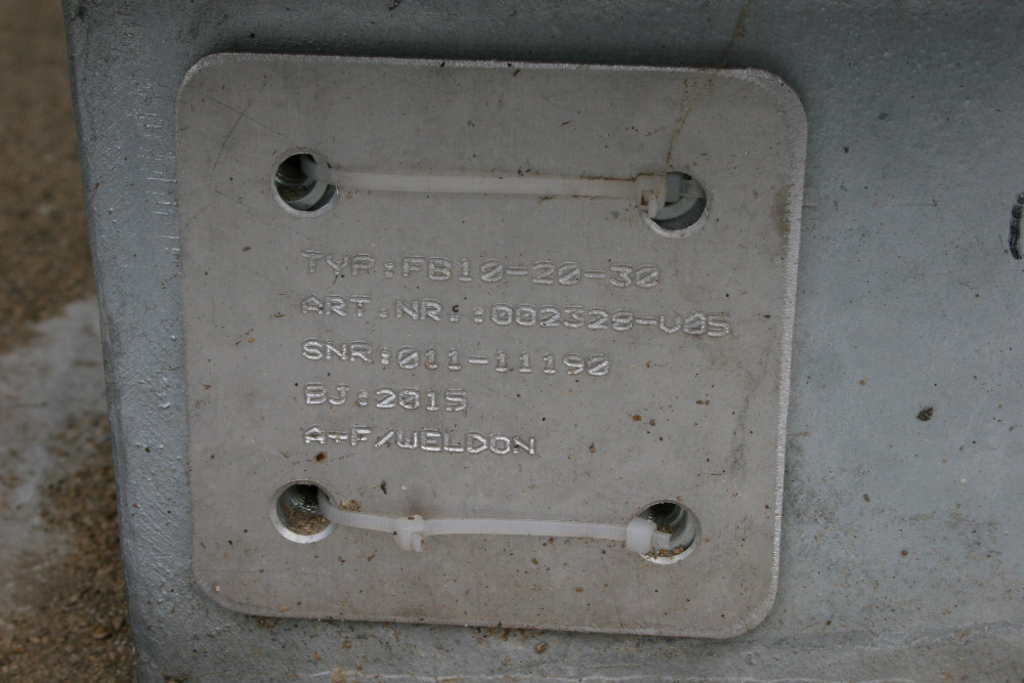 TYP:FB10-20-30
ART.NR.:002328-V05
SNR:011-11190
BJ:2015
A+F/WELDON